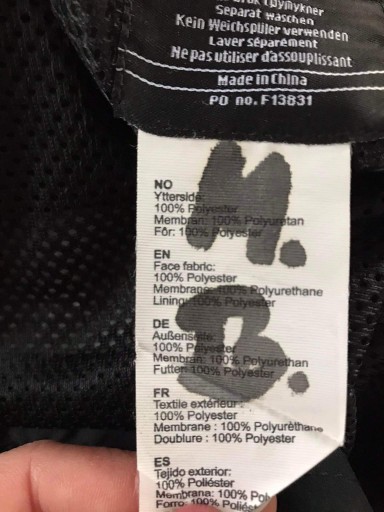 Separat waschen
Kein Weichspüler verwenden
Laver séparément
Ne pas utiliser d'assouplissant
Made in China
PO no. F13831
NO
Ytterside:
100% Polyester
Membran: 100% Polyuretan
Fôr: 100% Polyester
EN
Face fabric:
100% Polyester
Membrane: 100% Polyurethane
Lining: 100% Polyester
DE
Außenseite:
100% Polyester
Membran: 100% Polyurethan
Futter: 100% Polyester
FR
Textile extérieur:
100% Polyester
Membrane : 100% Polyuréthane
Doublure : 100% Polyester
ES
Tejido exterior:
100% Poliéster
Membrana: 100%
Forro: 100%